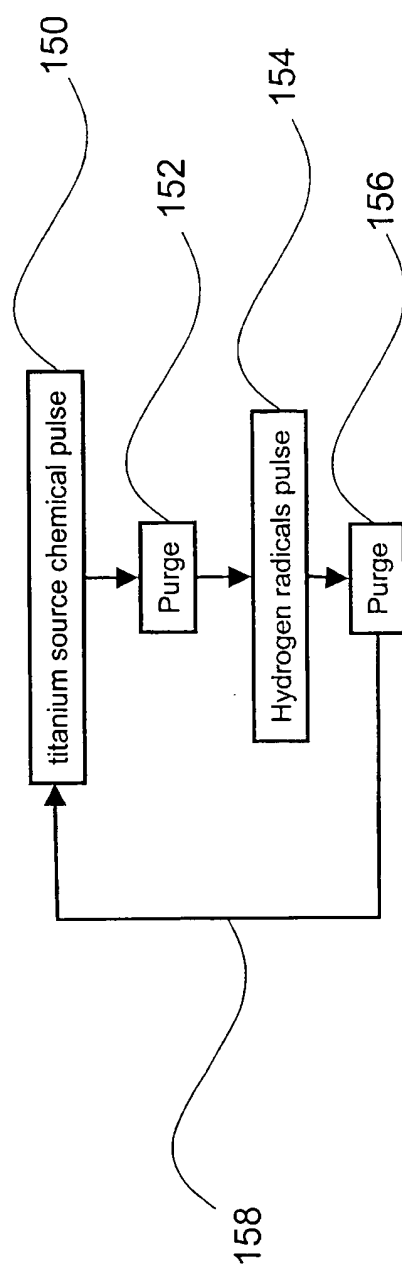 titanium source chemical pulse
150
Purge
152
Hydrogen radicals pulse
154
Purge
156
158